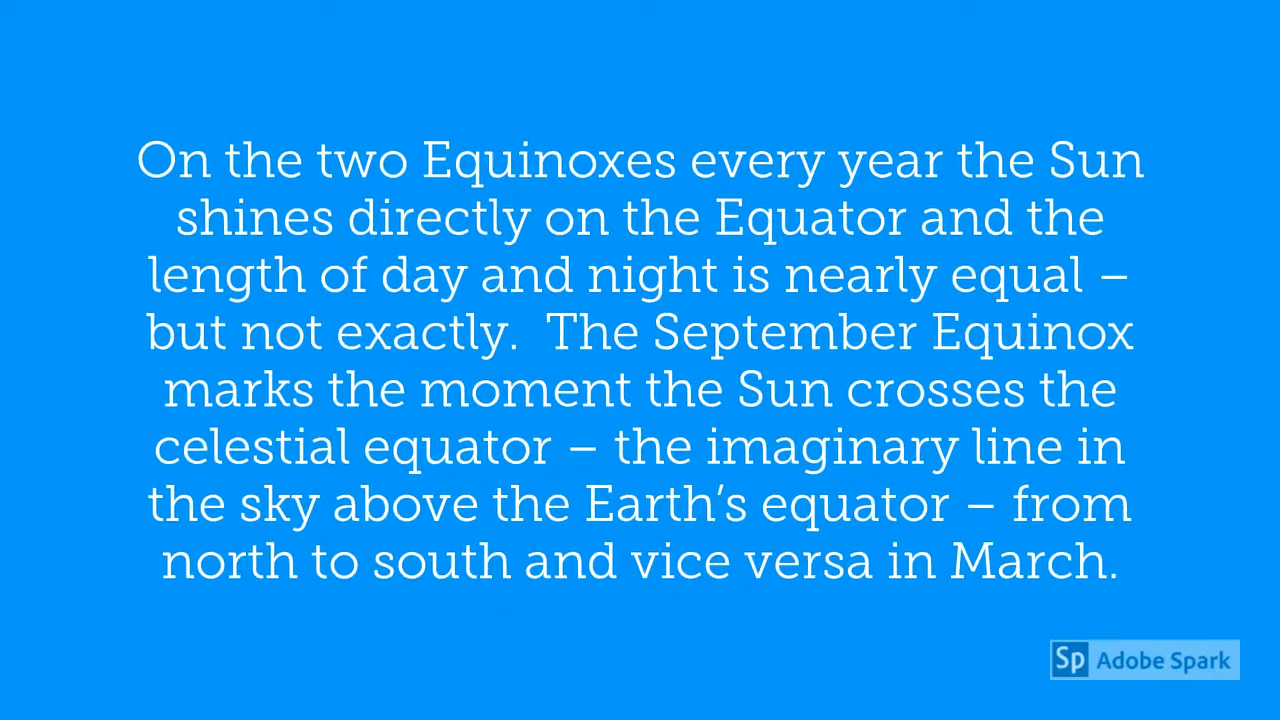 On the two Equinoxes every year the Sun
shines directly on the Equator and the
length of day and night is nearly equal –
but not exactly.  The September Equinox
marks the moment the Sun crosses the
celestial equator – the imaginary line in
the sky above the Earth’s equator – from
north to south and vice versa in March.
Sp Adobe Spark